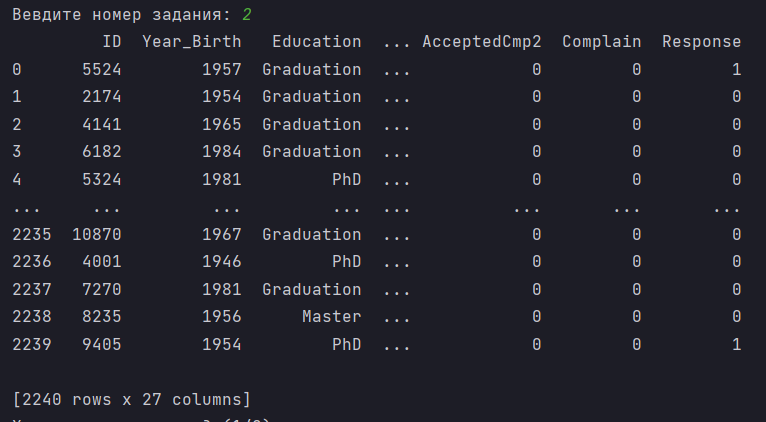 Вевдите номер задания: 2
ID Year_Birth Education ... AcceptedCmp2 Complain Response
0 5524 1957 Graduation ... 0 0 1
1 2174 1954 Graduation ... 0 0 0
2 4141 1965 Graduation ... 0 0 0
3 6182 1984 Graduation ... 0 0 0
4 5324 1981 PhD ... 0 0 0
... ... ... ... ... ... ... ...
2235 10870 1967 Graduation ... 0 0 0
2236 4001 1946 PhD ... 0 0 0
2237 7270 1981 Graduation ... 0 0 0
2238 8235 1956 Master ... 0 0 0
2239 9405 1954 PhD ... 0 0 1
[2240 rows x 27 columns]